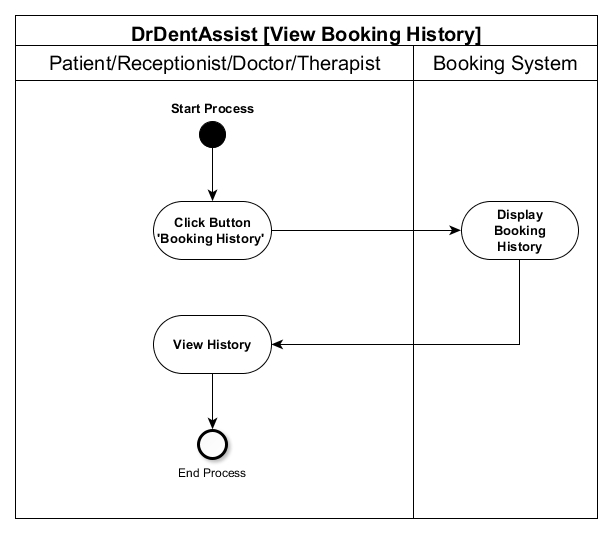 DrDentAssist [View Booking History]
Patient/Receptionist/Doctor/Therapist
Booking System
Start Process
Click Button
'Booking History'
Display
Booking
History
View History
End Process